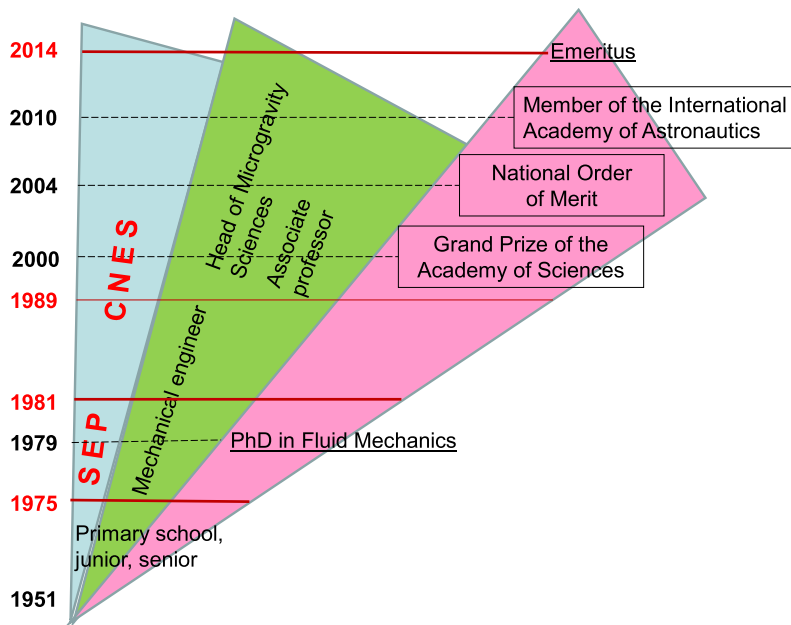 2014
Emeritus
2010
Member of the International
Academy of Astronautics
2004
National Order
of Merit
Head of Microgravity
Sciences
Associate
professor
CNES
2000
Grand Prize of the
Academy of Sciences
1989
Mechanical engineer
1981
SEP
1979
PhD in Fluid Mechanics
1975
Primary school,
junior, senior
1951